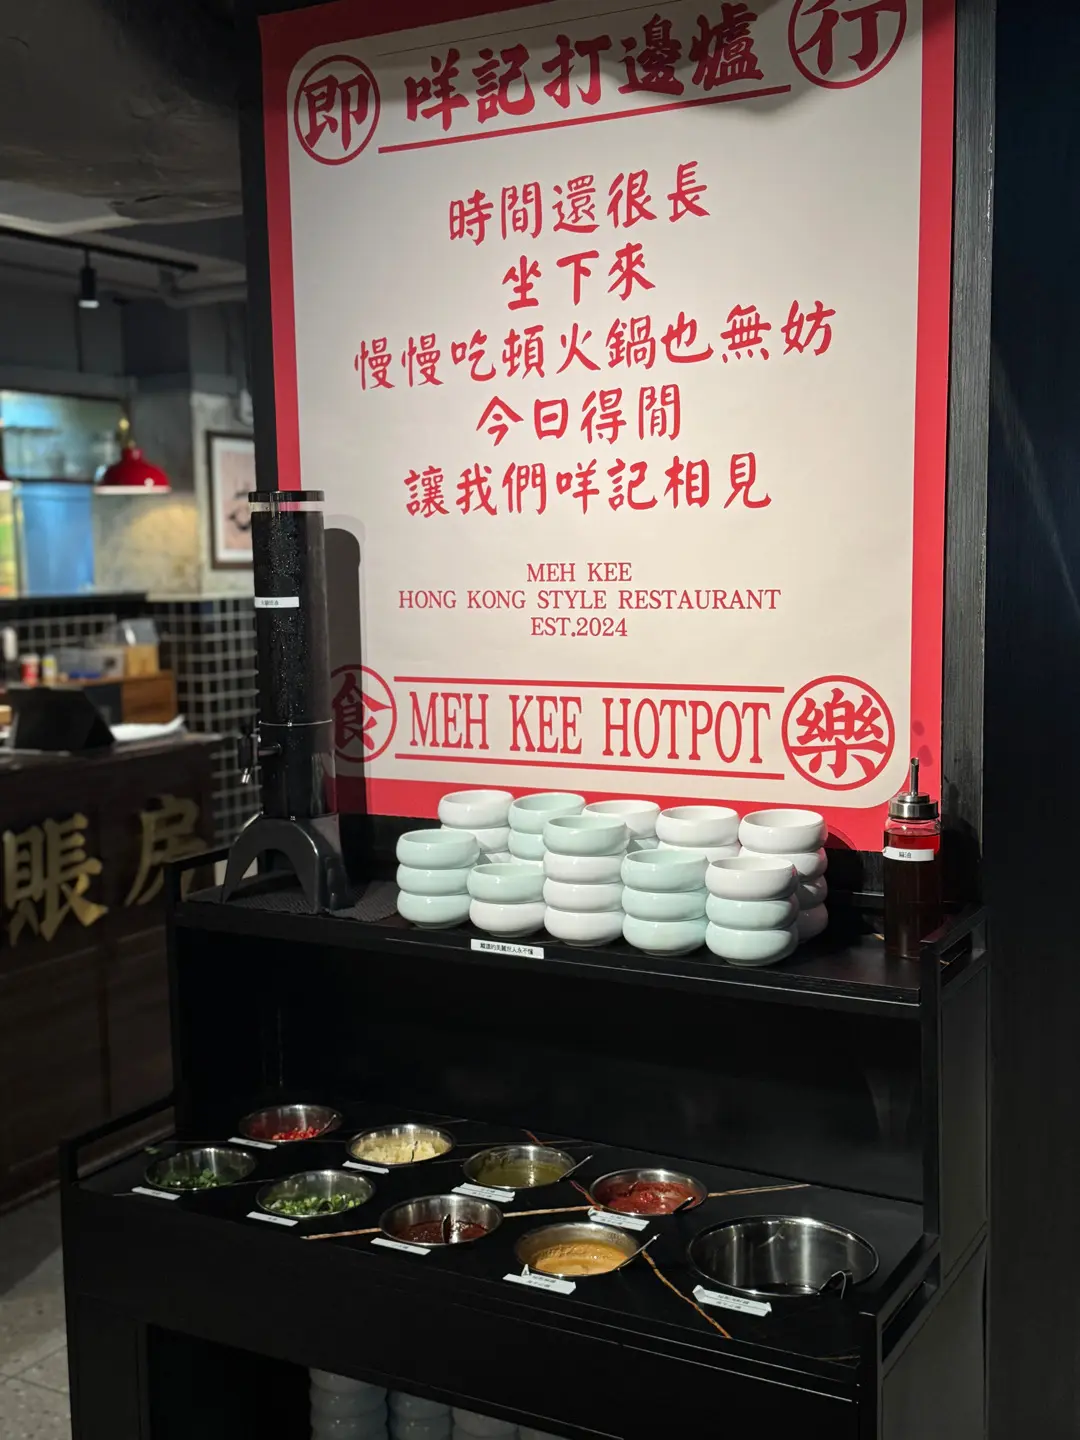 即 咩記打邊爐 行
時間還很長
坐下來
慢慢吃頓火鍋也無妨
今日得閒
讓我們咩記相見
MEH KEE
HONG KONG STYLE RESTAURANT
EST.2024
食 MEH KEE HOTPOT 樂
賬房